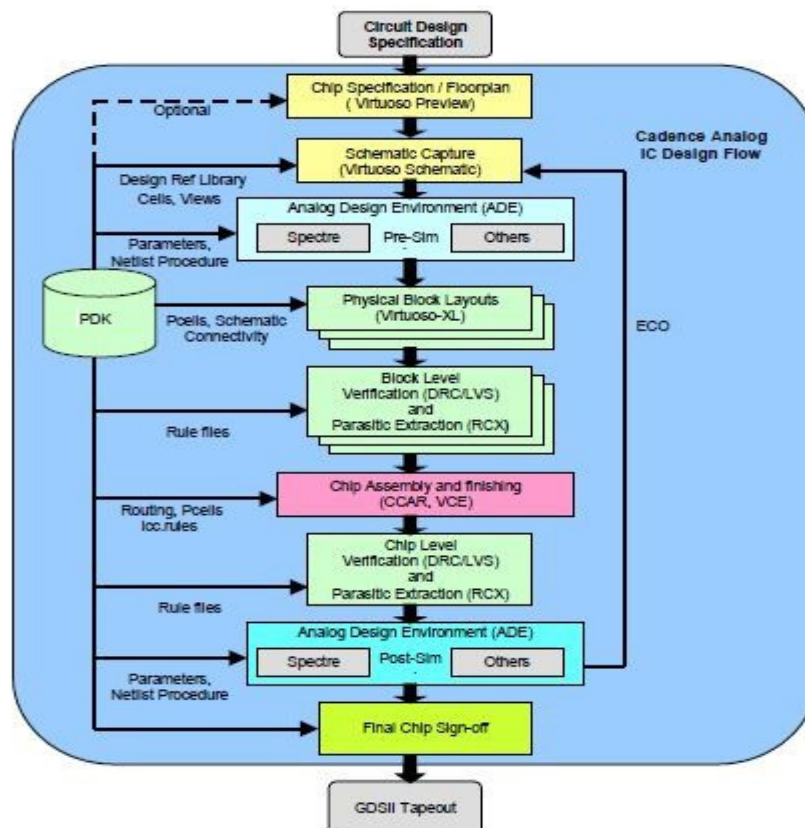 Circuit Design
Specification
Chip Specification / Floorplan
( Virtuoso Preview)
Optional
Cadence Analog
IC Design Flow
Schematic Capture
(Virtuoso Schematic)
Design Ref Library
Cells, Views
Analog Design Environment (ADE)
Spectre
Pre-Sim
Others
Parameters,
Netlist Procedure
PDK
Physical Block Layouts
(Virtuoso-XL)
Pcells, Schematic
Connectivity
ECO
Block Level
Verification (DRC/LVS)
and
Parasitic Extraction (RCX)
Rule files
Chip Assembly and finishing
(CCAR, VCE)
Routing, Pcells
icc.rules
Chip Level
Verification (DRC/LVS)
and
Parasitic Extraction (RCX)
Rule files
Analog Design Environment (ADE)
Spectre
Post-Sim
Others
Parameters,
Netlist Procedure
Final Chip Sign-off
GDSII Tapeout